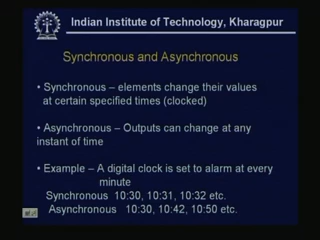 Indian Institute of Technology, Kharagpur
Synchronous and Asynchronous
• Synchronous – elements change their values
at certain specified times (clocked)
• Asynchronous – Outputs can change at any
instant of time
• Example – A digital clock is set to alarm at every
minute
Synchronous 10:30, 10:31, 10:32 etc.
Asynchronous 10:30, 10:42, 10:50 etc.